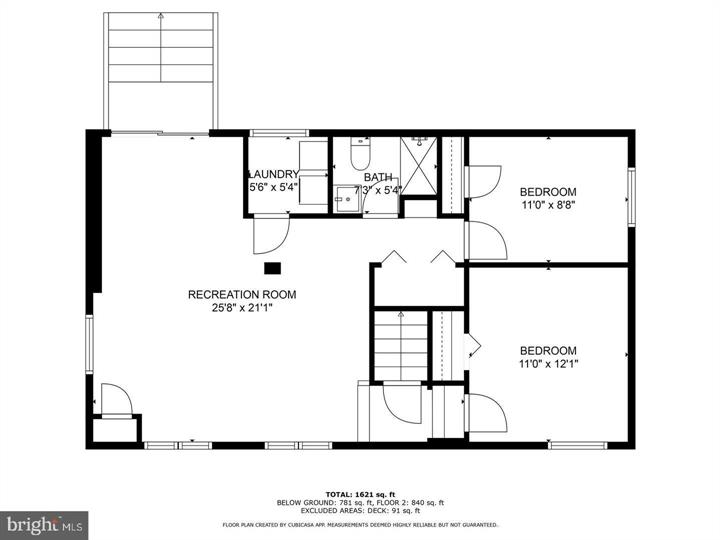 LAUNDRY
5'6" x 5'4"
BATH
7'3" x 5'4"
BEDROOM
11'0" x 8'8"
RECREATION ROOM
25'8" x 21'1"
BEDROOM
11'0" x 12'1"
TOTAL: 1621 sq. ft
BELOW GROUND: 781 sq. ft, FLOOR 2: 840 sq. ft
EXCLUDED AREAS: DECK: 91 sq. ft
FLOOR PLAN CREATED BY CUBICASA APP. MEASUREMENTS DEEMED HIGHLY RELIABLE BUT NOT GUARANTEED.
bright MLS